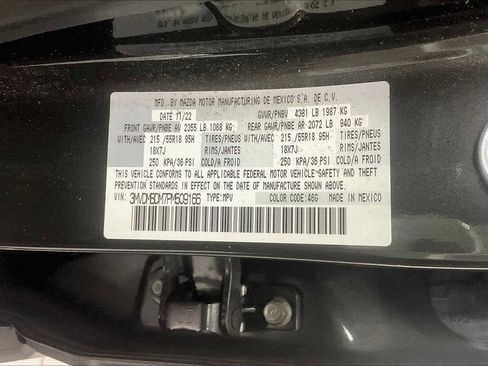 MFD. BY MAZDA MOTOR MANUFACTURING DE MEXICO S.A. DE C.V.
DATE 11/22 GVWR/PNBV 4381 LB 1987 KG
FRONT GAWR/PNBE AV 2355 LB 1068 KG REAR GAWR/PNBE AR 2072 LB 940 KG
WITH/AVEC 215 /55R18 95H TIRES/PNEUS WITH/AVEC 215 /55R18 95H TIRES/PNEUS
18X7J RIMS/JANTES 18X7J RIMS/JANTES
250 KPA/36 PSI COLD/A FROID 250 KPA/36 PSI COLD/A FROID
THIS VEHICLE CONFORMS TO ALL APPLICABLE FEDERAL MOTOR VEHICLE SAFETY
STANDARDS IN EFFECT ON THE DATE OF MANUFACTURE SHOWN ABOVE.
VIN: 3MVDMBDM7PM509166 TYPE: MPV COLOR CODE: 46G MADE IN MEXICO